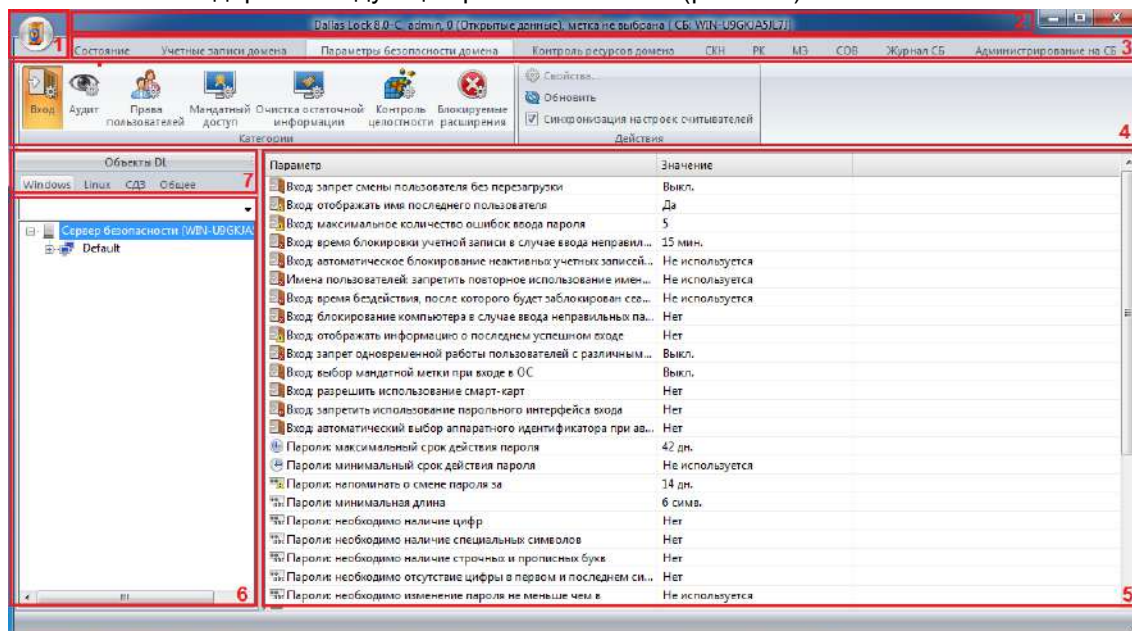 Dallas Lock 8.0-C, admin, 0 (Открытые данные), метка не выбрана ( СБ: WIN-U9GKJA5JL7J) 2
1 Состояние Учетные записи домена Параметры безопасности домена Контроль ресурсов домена СКН РК МЭ СОВ Журнал СБ Администрирование на СБ 3
Вход Аудит Права пользователей Мандатный доступ Очистка остаточной информации Контроль целостности Блокируемые расширения
Категории
Свойства...
Обновить
Синхронизация настроек считывателей
Действия
4
Объекты DL
Windows Linux СДЗ Общее 7
Сервер безопасности (WIN-U9GKJA5
Default
6
Параметр Значение
Вход: запрет смены пользователя без перезагрузки Выкл.
Вход: отображать имя последнего пользователя Да
Вход: максимальное количество ошибок ввода пароля 5
Вход: время блокировки учетной записи в случае ввода неправил... 15 мин.
Вход: автоматическое блокирование неактивных учетных записей... Не используется
Имена пользователей: запретить повторное использование имен... Не используется
Вход: время бездействия, после которого будет заблокирован сеа... Не используется
Вход: блокирование компьютера в случае ввода неправильных па... Нет
Вход: отображать информацию о последнем успешном входе Нет
Вход: запрет одновременной работы пользователей с различным... Выкл.
Вход: выбор мандатной метки при входе в ОС Выкл.
Вход: разрешить использование смарт-карт Нет
Вход: запретить использование парольного интерфейса входа Нет
Вход: автоматический выбор аппаратного идентификатора при ав... Нет
Пароли: максимальный срок действия пароля 42 дн.
Пароли: минимальный срок действия пароля Не используется
Пароли: напоминать о смене пароля за 14 дн.
Пароли: минимальная длина 6 симв.
Пароли: необходимо наличие цифр Нет
Пароли: необходимо наличие специальных символов Нет
Пароли: необходимо наличие строчных и прописных букв Нет
Пароли: необходимо отсутствие цифры в первом и последнем си... Нет
Пароли: необходимо изменение пароля не меньше чем в Не используется
5